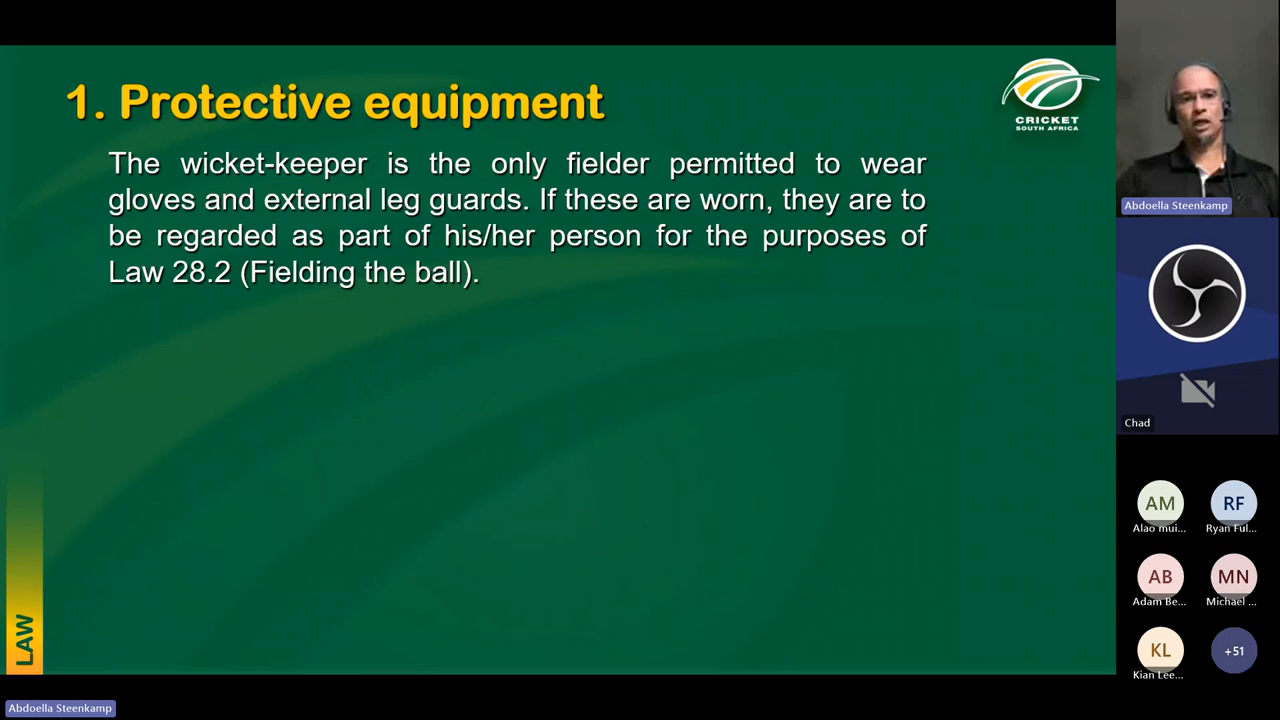 1. Protective equipment
CRICKET
SOUTH AFRICA
The wicket-keeper is the only fielder permitted to wear
gloves and external leg guards. If these are worn, they are to
be regarded as part of his/her person for the purposes of
Law 28.2 (Fielding the ball).
LAW
Abdoella Steenkamp
Abdoella Steenkamp
Chad
AM
Alao mui...
RF
Ryan Ful...
AB
Adam Be...
MN
Michael ...
KL
Kian Lee...
+51